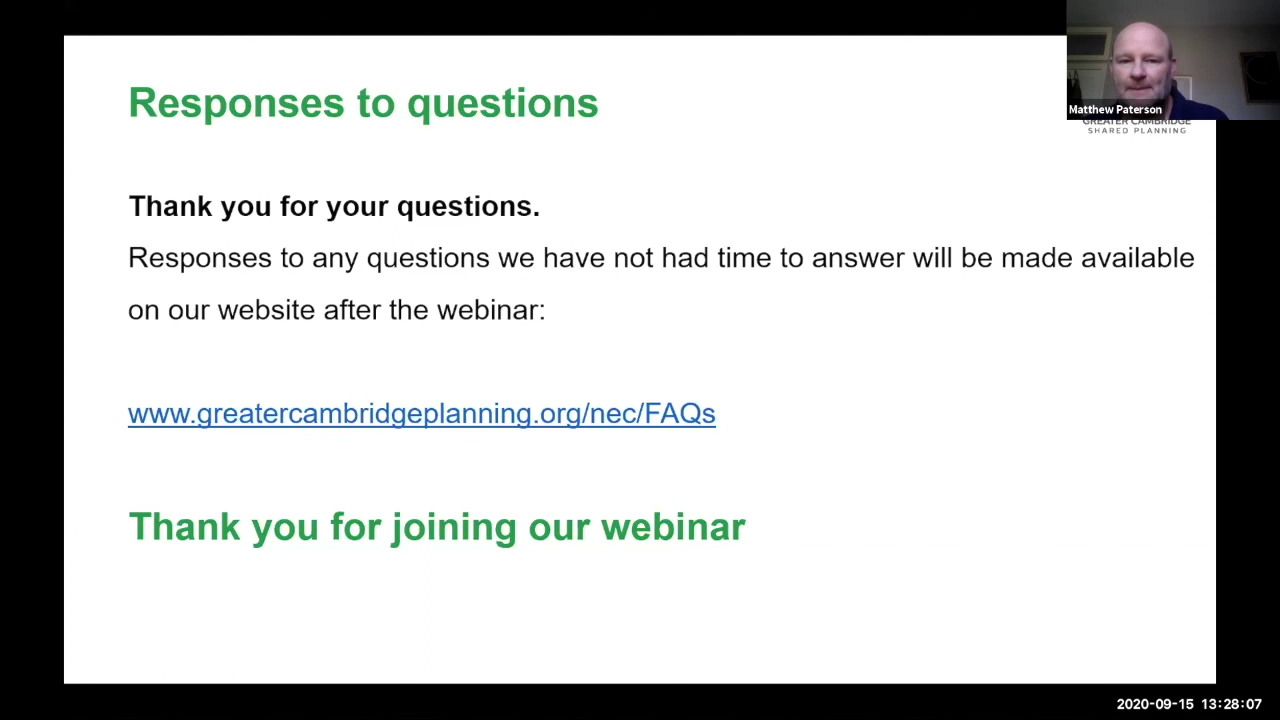 Responses to questions
Matthew Paterson
GREATER CAMBRIDGE
SHARED PLANNING
Thank you for your questions.
Responses to any questions we have not had time to answer will be made available
on our website after the webinar:
www.greatercambridgeplanning.org/nec/FAQs
Thank you for joining our webinar
2020-09-15 13:28:07